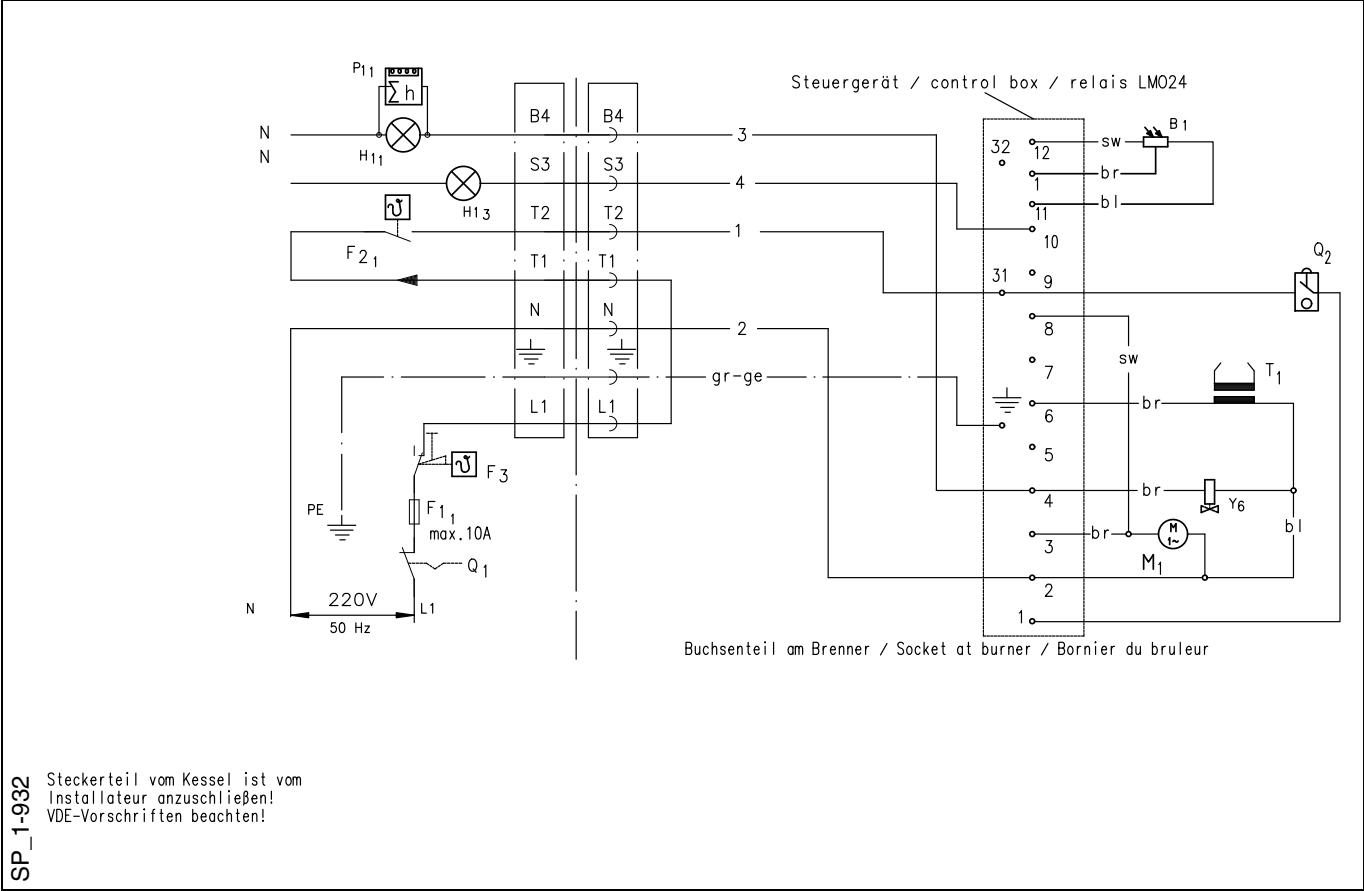 P11
Σh
N
H11
N
H13
ϑ
F21
B4
S3
T2
T1
N
L1
B4
S3
T2
T1
N
L1
3
4
1
2
gr-ge
PE
ϑ
F3
F11
max.10A
Q1
N
220V
L1
50 Hz
Steuergerät / control box / relais LMO24
32
12
1
11
10
31
9
8
7
6
5
4
3
2
1
sw
br
bl
B1
Q2
sw
T1
br
br
Y6
bl
br
M
1~
M1
Buchsenteil am Brenner / Socket at burner / Bornier du bruleur
Steckerteil vom Kessel ist vom
Installateur anzuschließen!
VDE-Vorschriften beachten!
SP_1-932